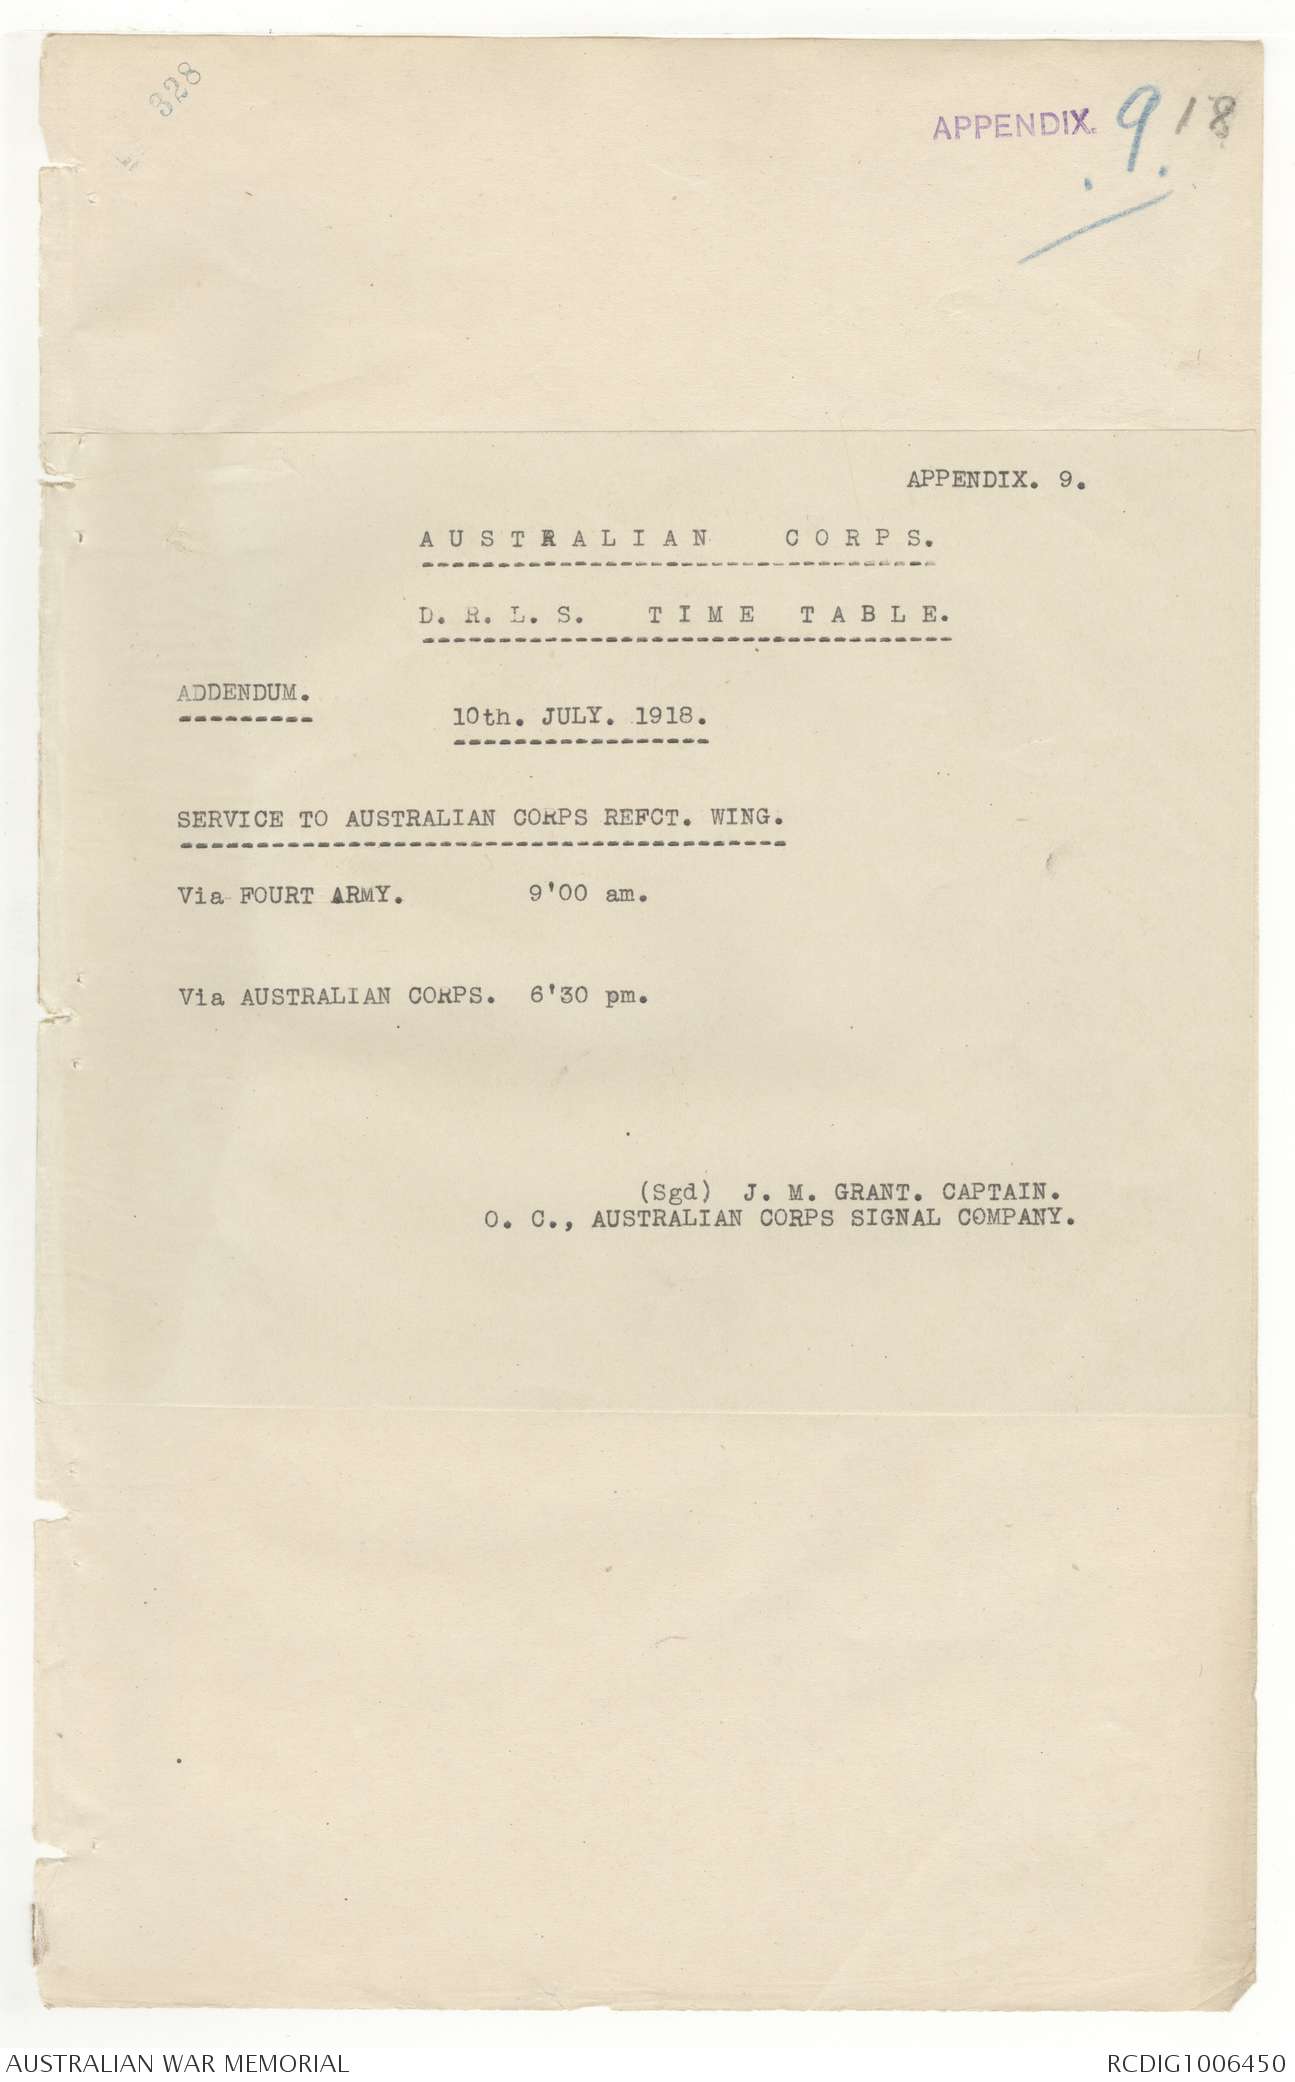 328
APPENDIX. 9. 18
APPENDIX. 9.
AUSTRALIAN CORPS.
D. R. L. S. TIME TABLE.
ADDENDUM.
10th. JULY. 1918.
SERVICE TO AUSTRALIAN CORPS REFCT. WING.
Via FOURT ARMY. 9'00 am.
Via AUSTRALIAN CORPS. 6'30 pm.
(Sgd) J. M. GRANT. CAPTAIN.
O. C., AUSTRALIAN CORPS SIGNAL COMPANY.
AUSTRALIAN WAR MEMORIAL
RCDIG1006450